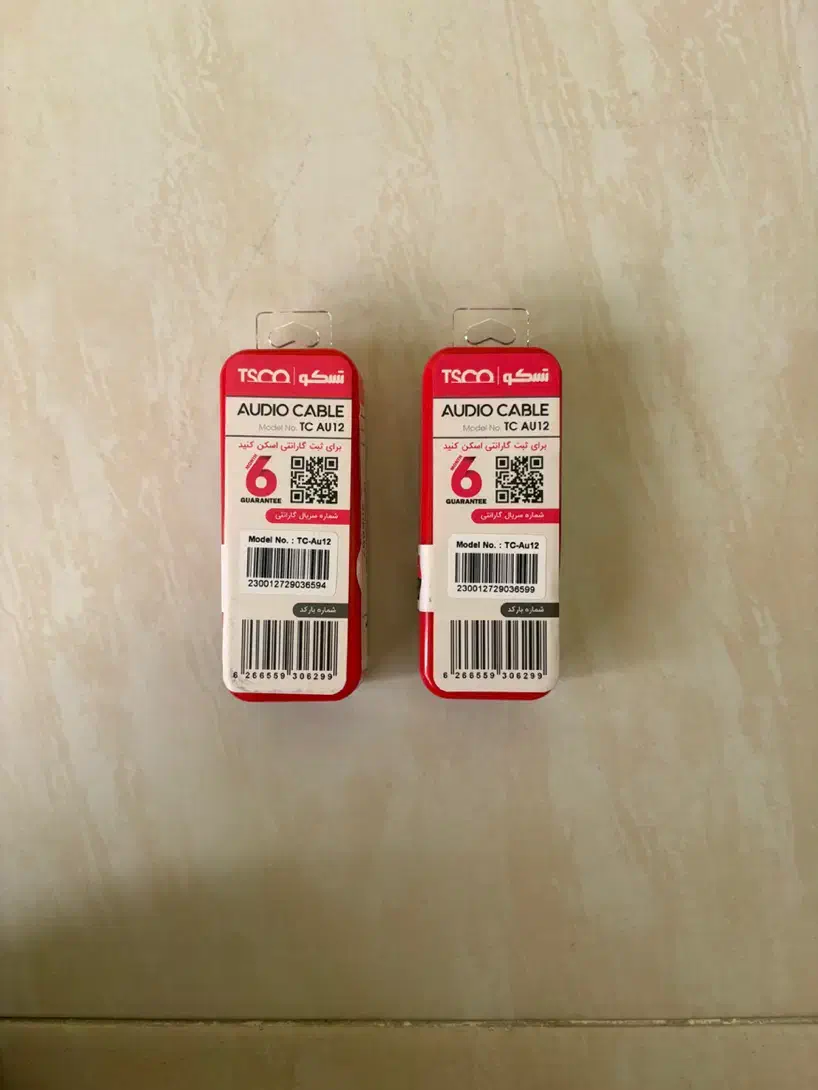 TSCO | تسکو
AUDIO CABLE
Model No. TC AU12
برای ثبت گارانتی اسکن کنید
6 MONTH
GUARANTEE
شماره سریال گارانتی
Model No. : TC-Au12
230012729036594
شماره بارکد
6 266559 306299
TSCO | تسکو
AUDIO CABLE
Model No. TC AU12
برای ثبت گارانتی اسکن کنید
6 MONTH
GUARANTEE
شماره سریال گارانتی
Model No. : TC-Au12
230012729036599
شماره بارکد
6 266559 306299